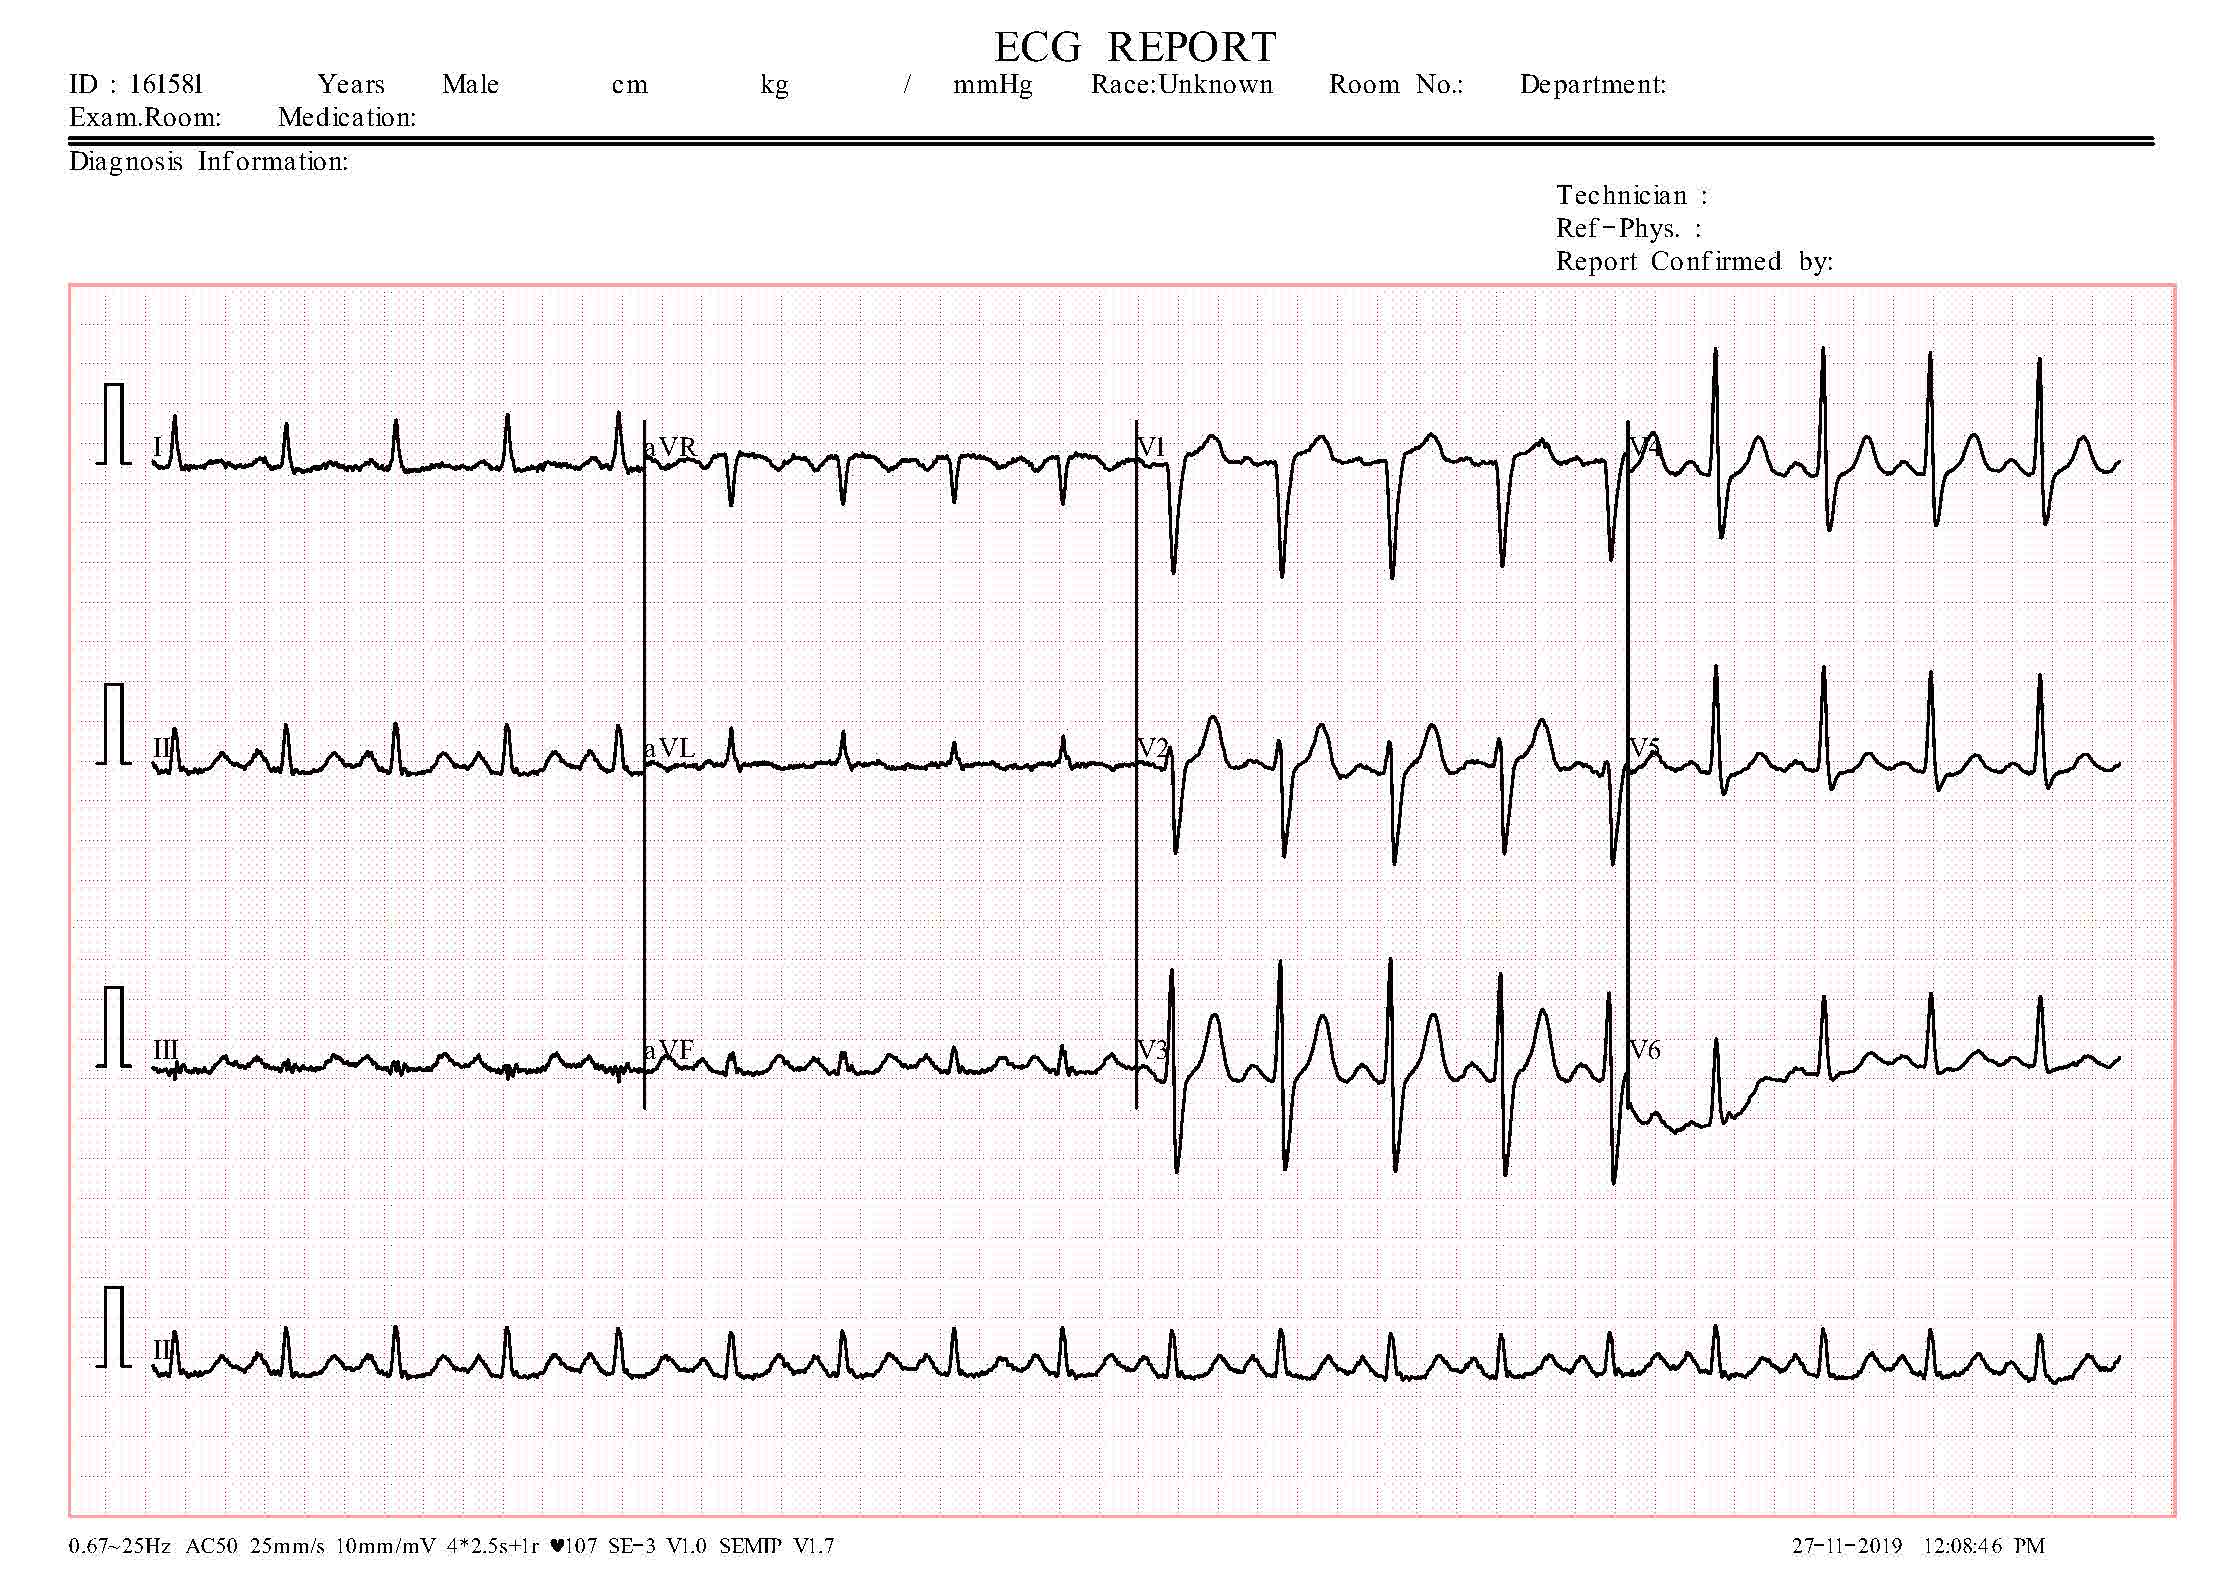 ECG REPORT
ID : 161581 Years Male cm kg / mmHg Race:Unknown Room No.: Department:
Exam.Room: Medication:
Diagnosis Information:
Technician :
Ref-Phys. :
Report Confirmed by:
I aVR V1 V4
II aVL V2 V5
III aVF V3 V6
II
0.67~25Hz AC50 25mm/s 10mm/mV 4*2.5s+1r ♥107 SE-3 V1.0 SEMIP V1.7 27-11-2019 12:08:46 PM